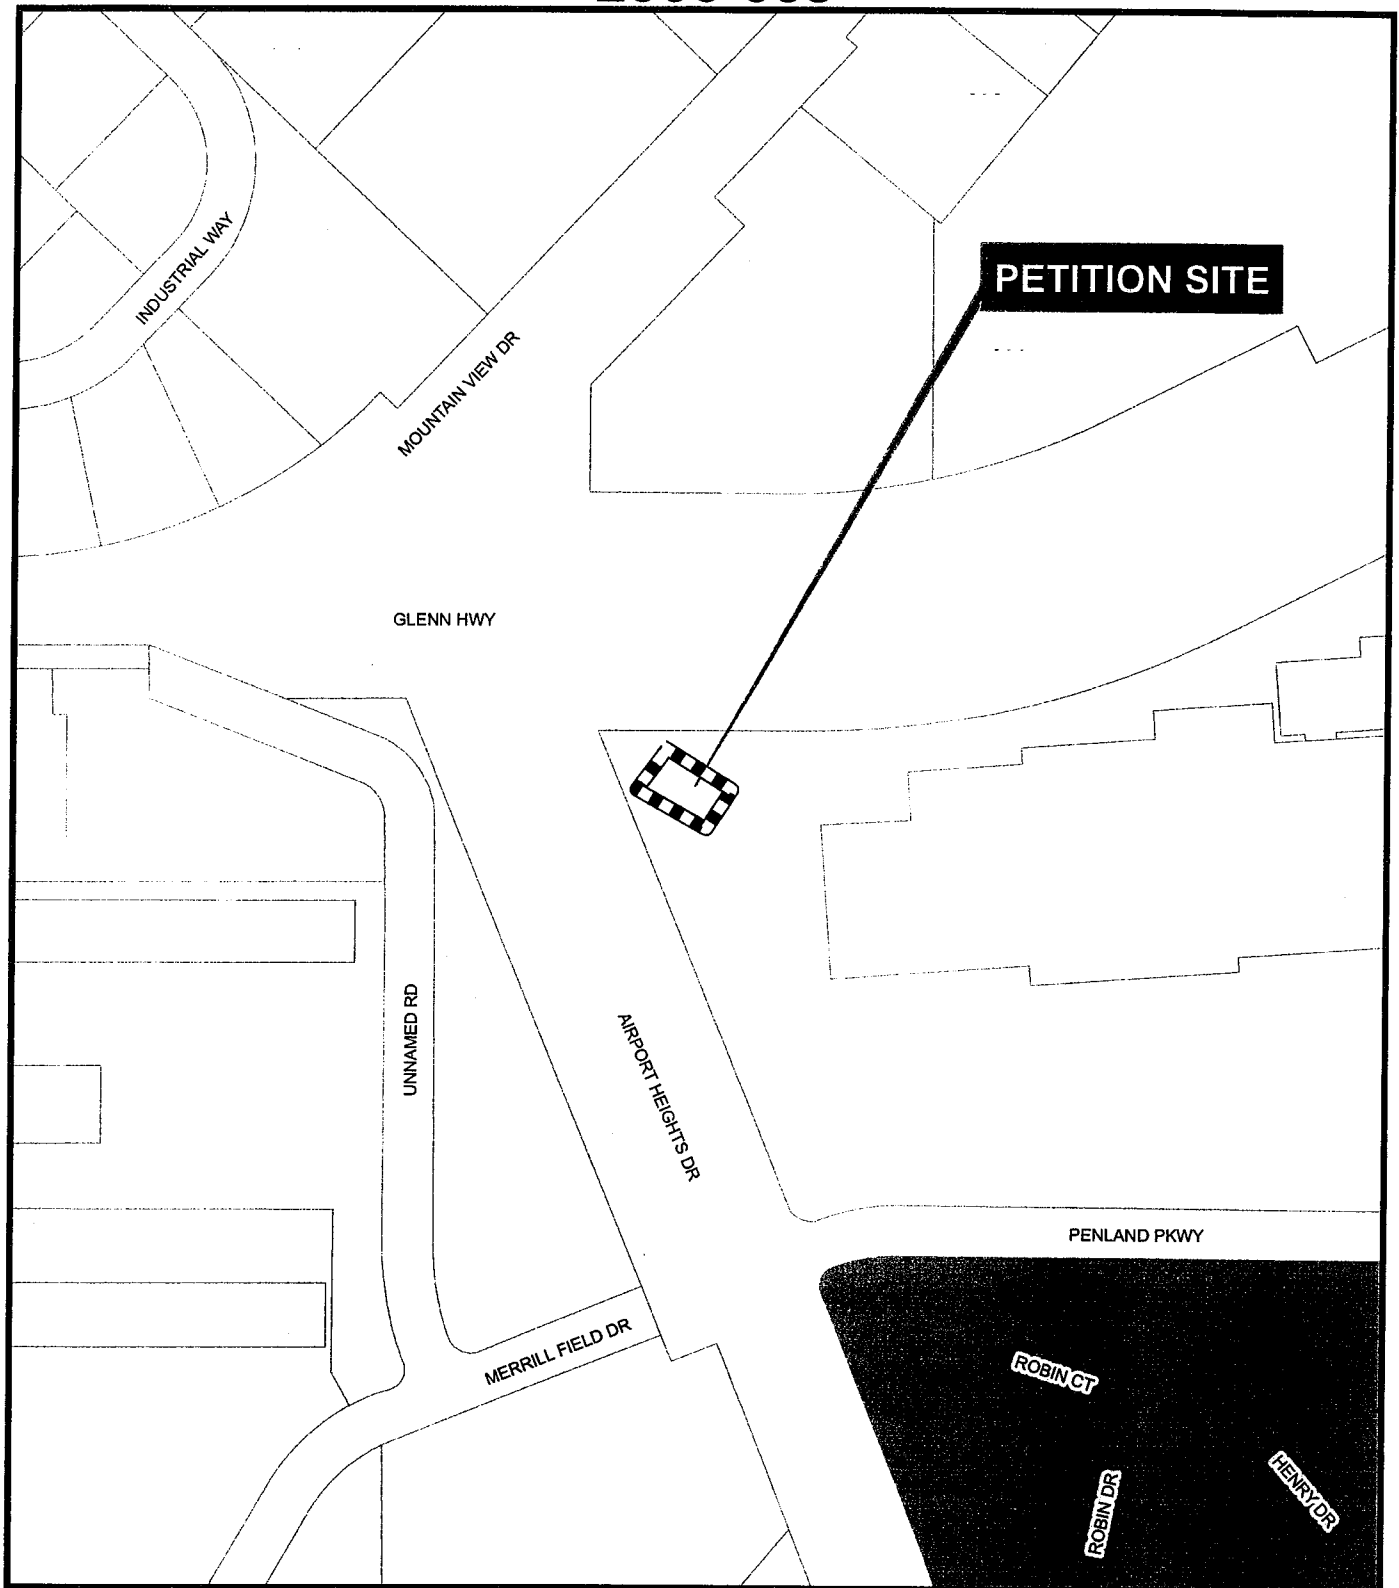 INDUSTRIAL WAY
PETITION SITE
MOUNTAIN VIEW DR
GLENN HWY
UNNAMED RD
AIRPORT HEIGHTS DR
PENLAND PKWY
MERRILL FIELD DR
ROBIN CT
ROBIN DR
HENRY DR